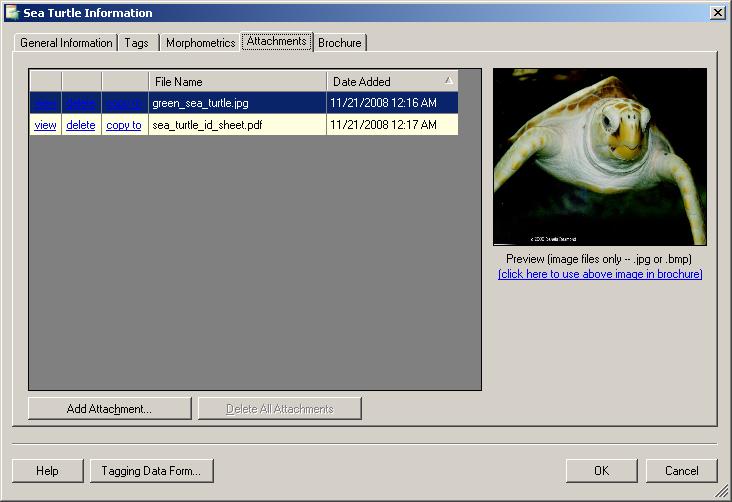 Sea Turtle Information
General Information Tags Morphometrics Attachments Brochure
File Name Date Added
view delete copy to green_sea_turtle.jpg 11/21/2008 12:16 AM
view delete copy to sea_turtle_id_sheet.pdf 11/21/2008 12:17 AM
Preview (image files only -- .jpg or .bmp)
(click here to use above image in brochure)
Add Attachment... Delete All Attachments
Help Tagging Data Form... OK Cancel